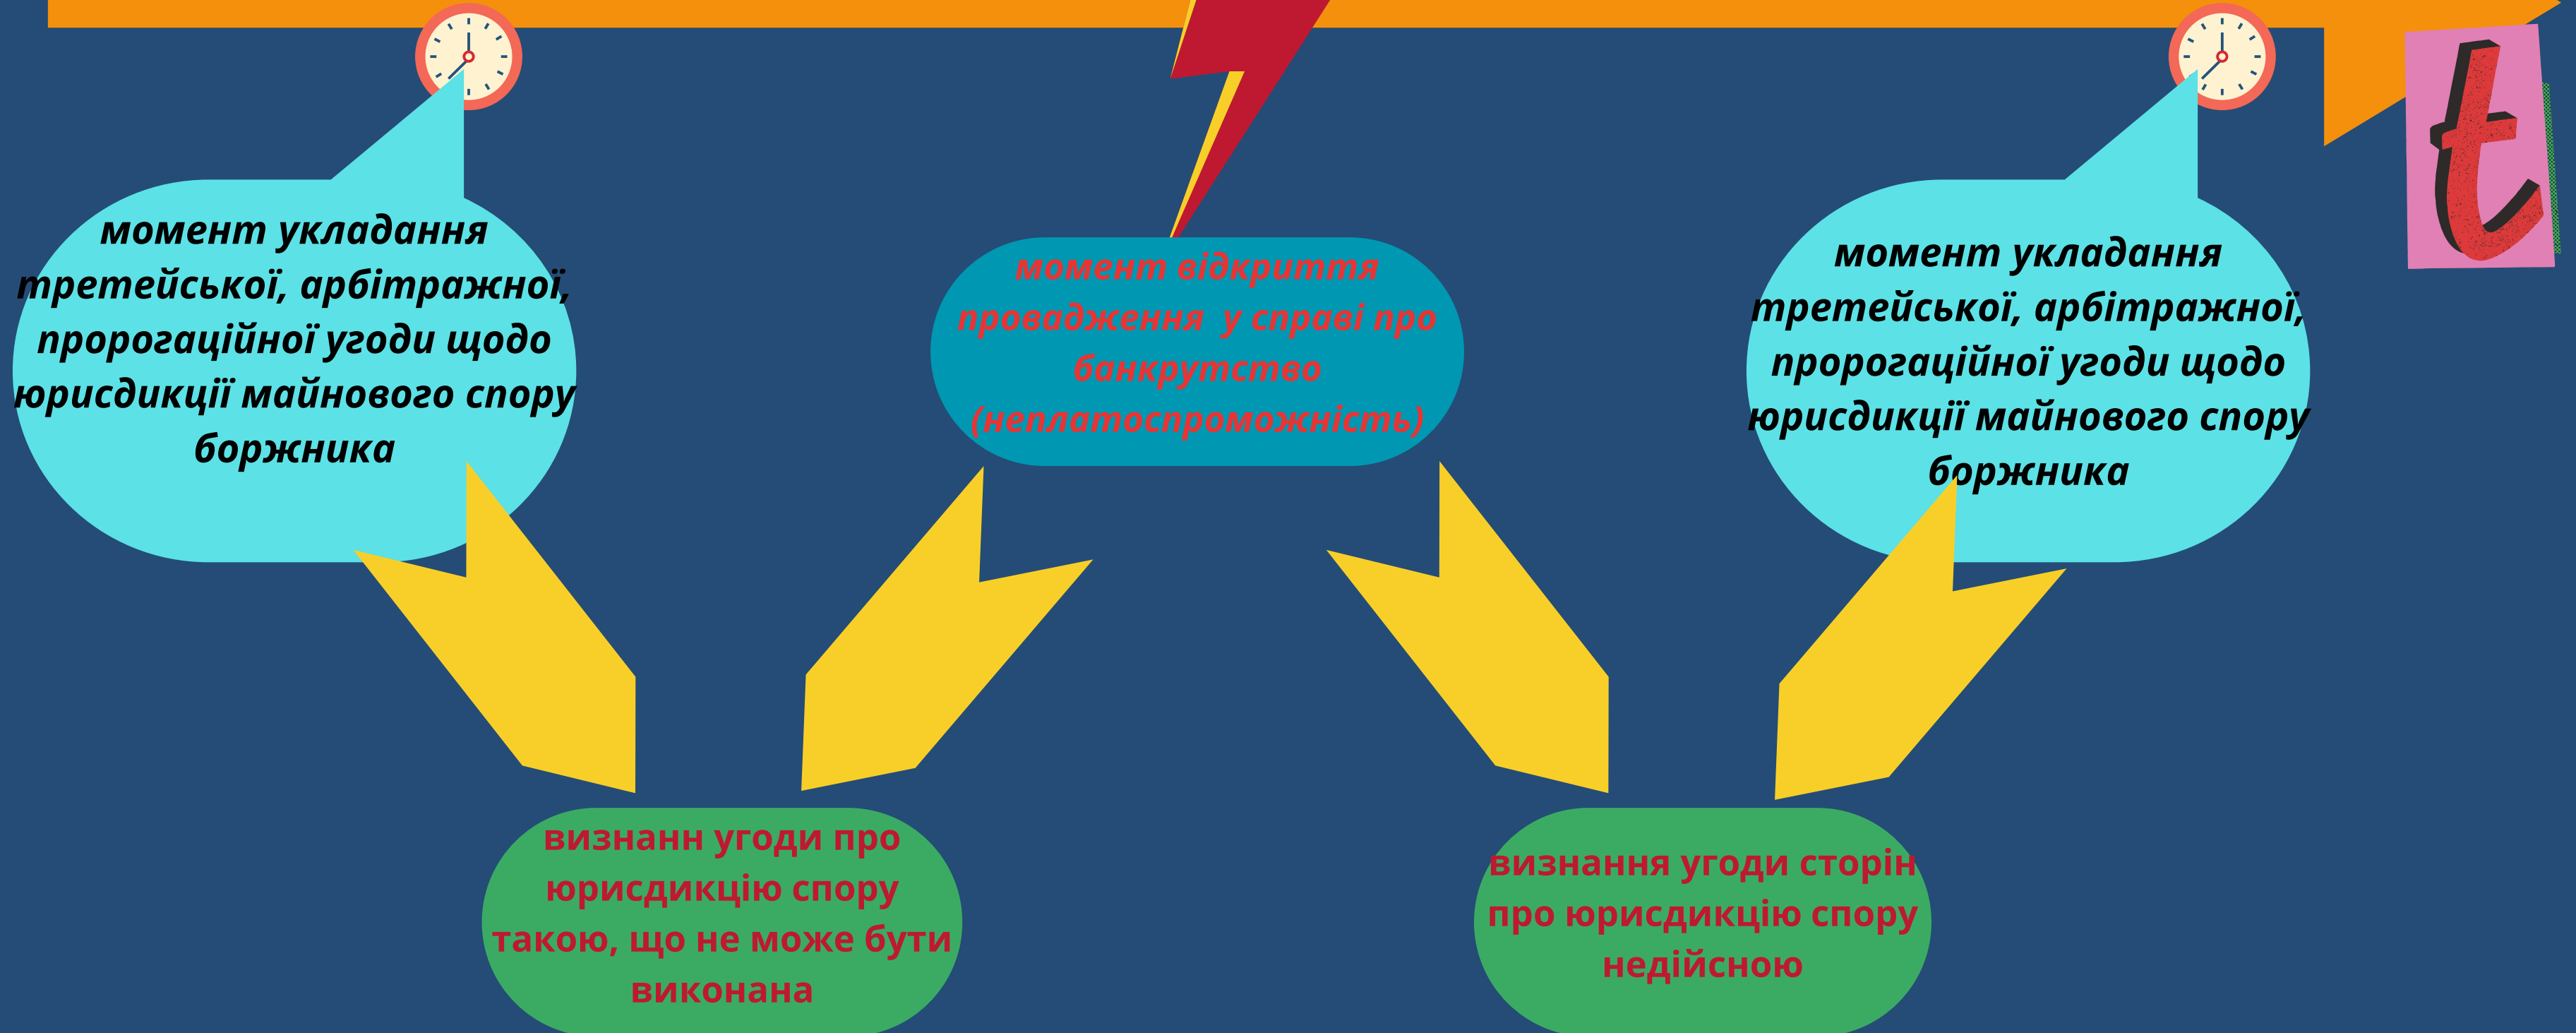 t
момент укладання
третейської, арбітражної,
пророгаційної угоди щодо
юрисдикції майнового спору
боржника
момент відкриття
провадження у справі про
банкрутство
(неплатоспроможність)
момент укладання
третейської, арбітражної,
пророгаційної угоди щодо
юрисдикції майнового спору
боржника
визнанн угоди про
юрисдикцію спору
такою, що не може бути
виконана
визнання угоди сторін
про юрисдикцію спору
недійсною